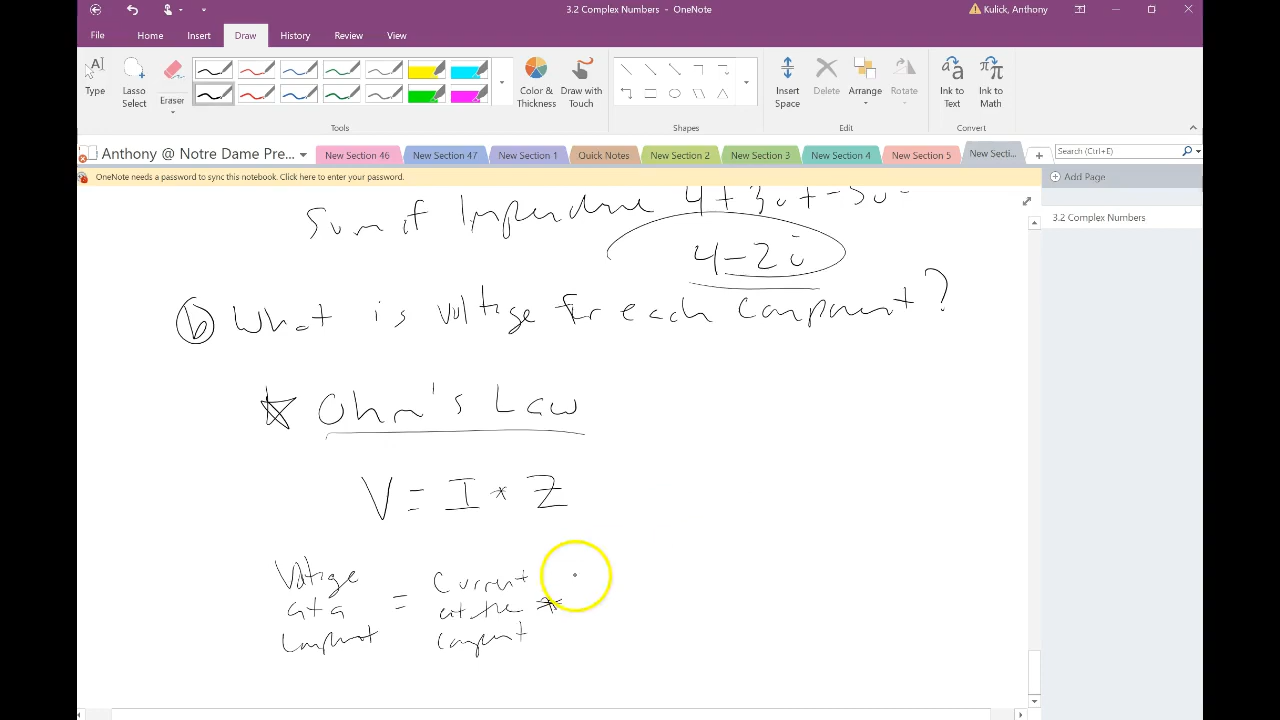 3.2 Complex Numbers - OneNote
Kulick, Anthony
File
Home
Insert
Draw
History
Review
View
Type
Lasso Select
Eraser
Color & Thickness
Draw with Touch
Insert Space
Delete
Arrange
Rotate
Ink to Text
Ink to Math
Tools
Shapes
Edit
Convert
Anthony @ Notre Dame Pre...
New Section 46
New Section 47
New Section 1
Quick Notes
New Section 2
New Section 3
New Section 4
New Section 5
New Secti...
Search (Ctrl+E)
OneNote needs a password to sync this notebook. Click here to enter your password.
Add Page
3.2 Complex Numbers
Sum of Impedance 4+3i+-5i
4-2i
b What is voltage for each component?
Ohm's Law
V = I * Z
Voltage at a component = Current at the component *